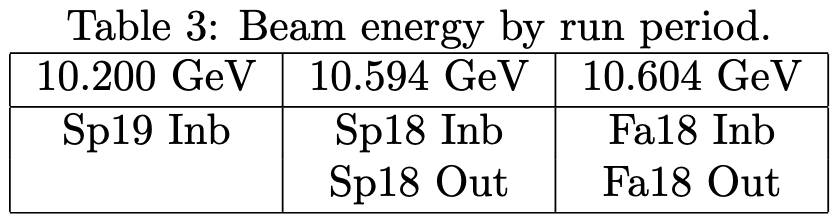 Table 3: Beam energy by run period.
10.200 GeV 10.594 GeV 10.604 GeV
Sp19 Inb Sp18 Inb Fa18 Inb
Sp18 Out Fa18 Out